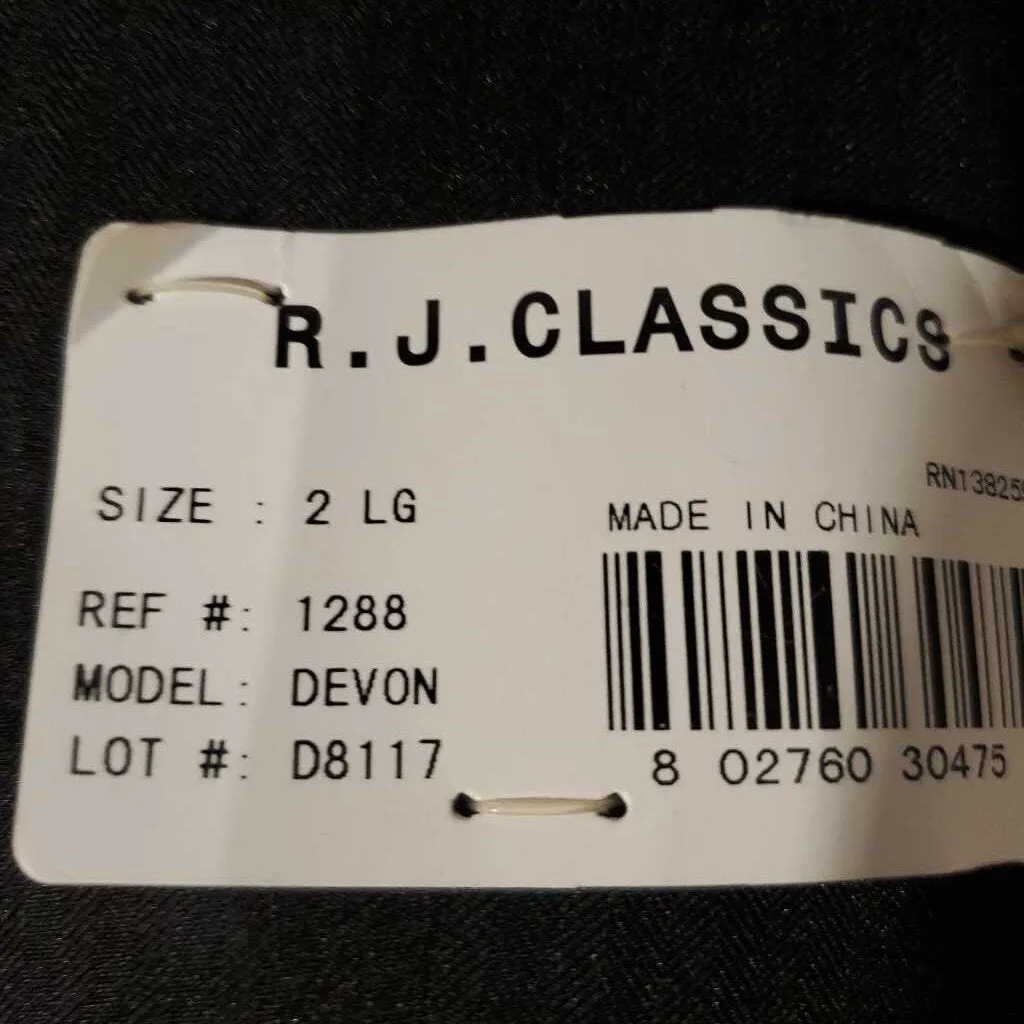 R.J.CLASSICS
SIZE : 2 LG
REF #: 1288
MODEL: DEVON
LOT #: D8117
MADE IN CHINA
8 02760 30475